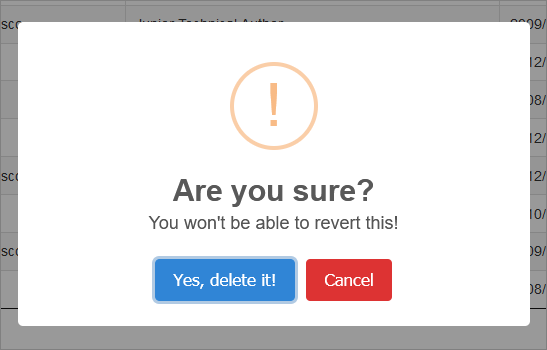 Junior Technical Author
2009/
sco
12/
08/
12/
sco
12/
10/
sco
09/
08/
!
Are you sure?
You won't be able to revert this!
Yes, delete it!
Cancel